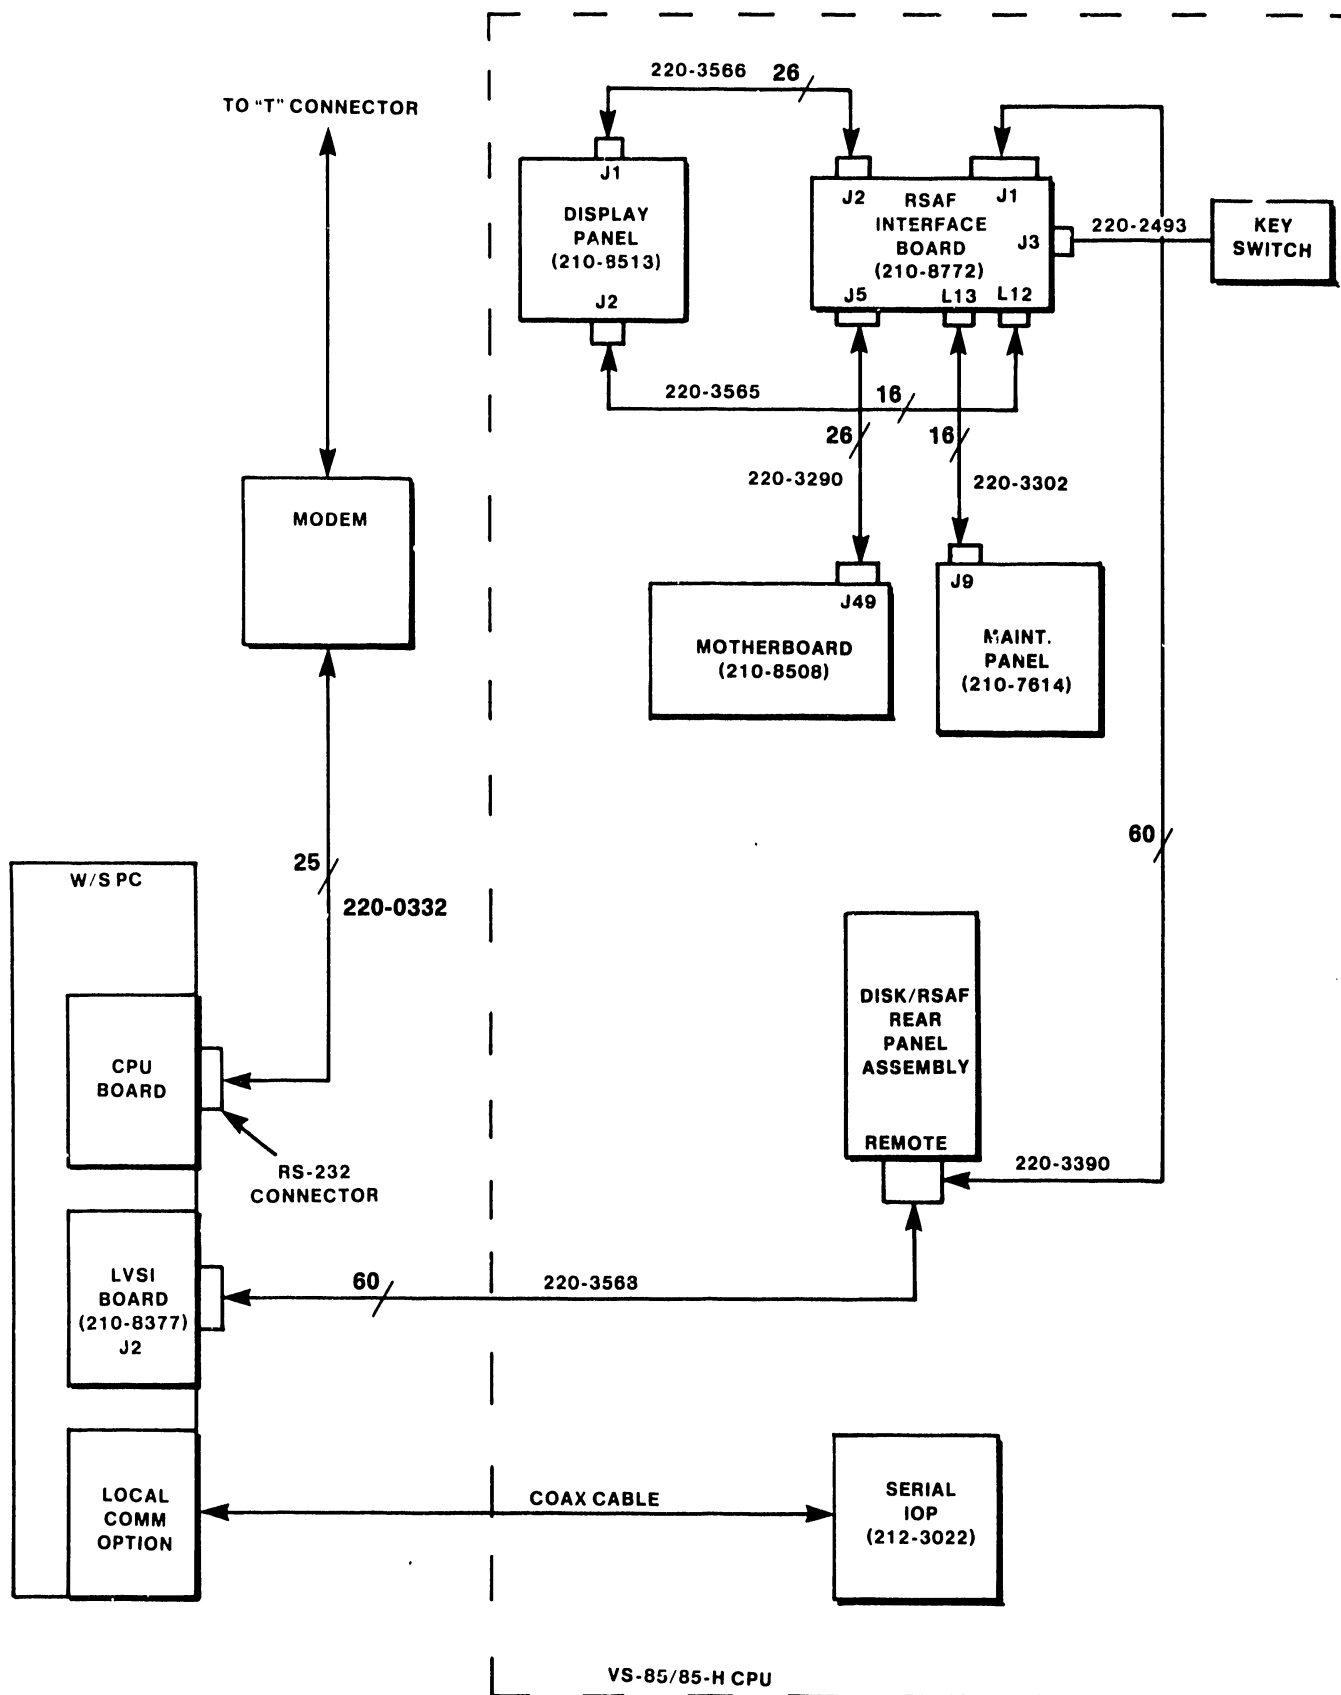 220-3566
26
TO "T" CONNECTOR
J1
DISPLAY
PANEL
(210-8513)
J2
J2
RSAF
INTERFACE
BOARD
(210-8772)
J1
J3
J5
L13
L12
220-2493
KEY
SWITCH
220-3565
16
26
16
220-3290
220-3302
MODEM
J49
MOTHERBOARD
(210-8508)
J9
MAINT.
PANEL
(210-7614)
60
25
220-0332
W/S PC
CPU
BOARD
RS-232
CONNECTOR
DISK/RSAF
REAR
PANEL
ASSEMBLY
REMOTE
220-3390
LVSI
BOARD
(210-8377)
J2
60
220-3563
LOCAL
COMM
OPTION
COAX CABLE
SERIAL
IOP
(212-3022)
VS-85/85-H CPU